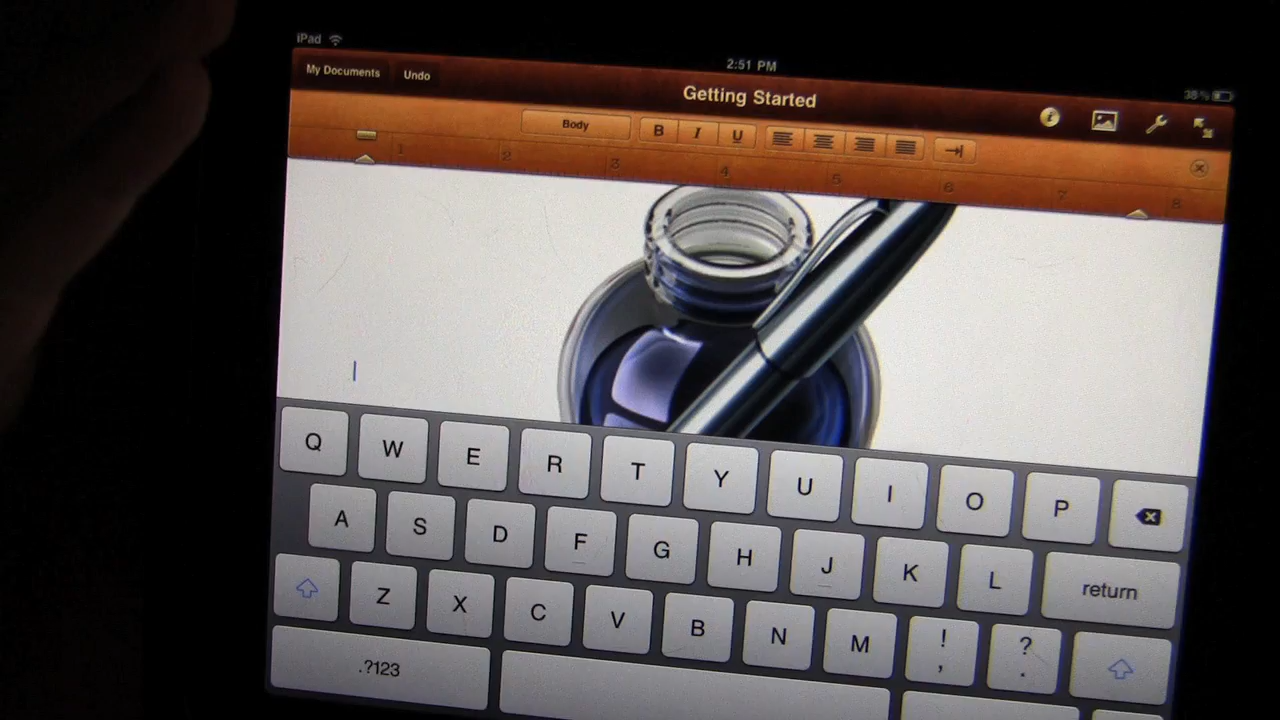 iPad
2:51 PM
38%
My Documents Undo
Getting Started
Body B I U
1 2 3 4 5 6 7 8
Q W E R T Y U I O P
A S D F G H J K L return
Z X C V B N M ! , ? .
.?123